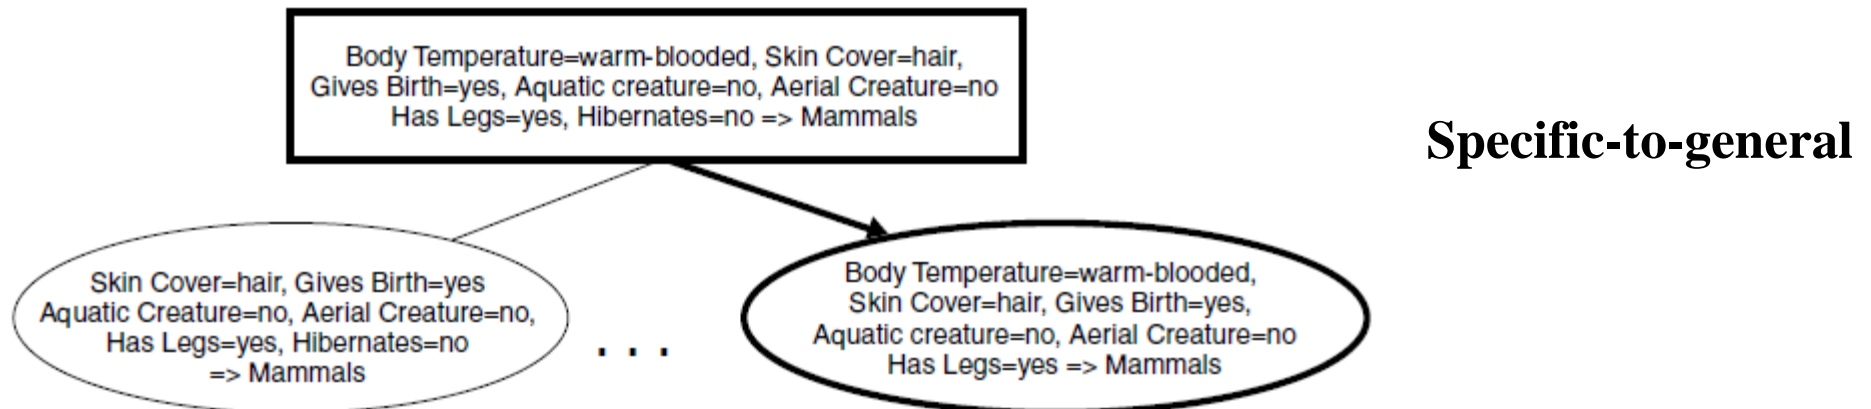 Body Temperature=warm-blooded, Skin Cover=hair,
Gives Birth=yes, Aquatic creature=no, Aerial Creature=no
Has Legs=yes, Hibernates=no => Mammals
Specific-to-general
Skin Cover=hair, Gives Birth=yes
Aquatic Creature=no, Aerial Creature=no,
Has Legs=yes, Hibernates=no
=> Mammals
. . .
Body Temperature=warm-blooded,
Skin Cover=hair, Gives Birth=yes,
Aquatic creature=no, Aerial Creature=no
Has Legs=yes => Mammals